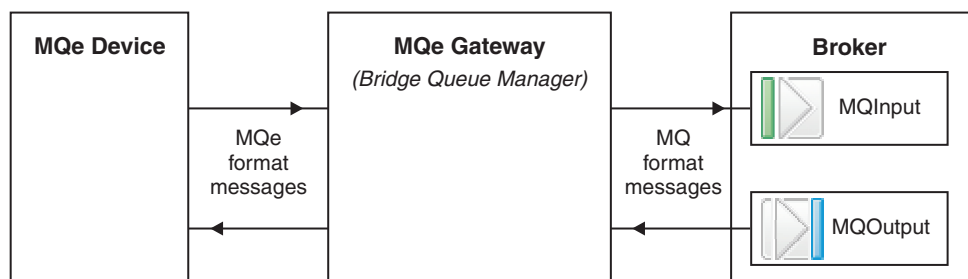 MQe Device
MQe Gateway
(Bridge Queue Manager)
Broker
MQe
format
messages
MQ
format
messages
MQInput
MQOutput